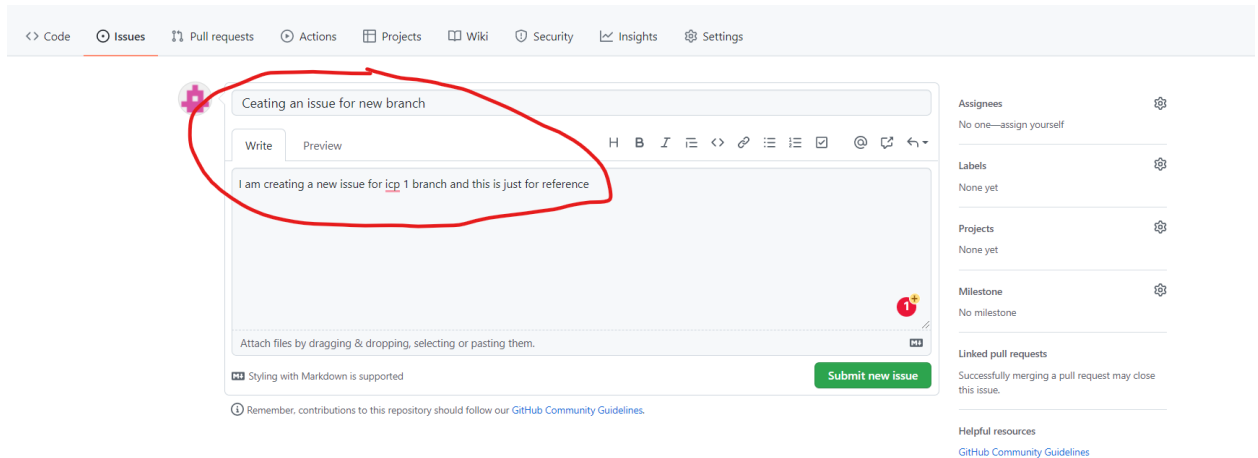 Code Issues Pull requests Actions Projects Wiki Security Insights Settings
Ceating an issue for new branch
Write Preview
H B I @
I am creating a new issue for icp 1 branch and this is just for reference
1 +
Attach files by dragging & dropping, selecting or pasting them.
Styling with Markdown is supported
Submit new issue
Remember, contributions to this repository should follow our GitHub Community Guidelines.
Assignees
No one—assign yourself
Labels
None yet
Projects
None yet
Milestone
No milestone
Linked pull requests
Successfully merging a pull request may close
this issue.
Helpful resources
GitHub Community Guidelines